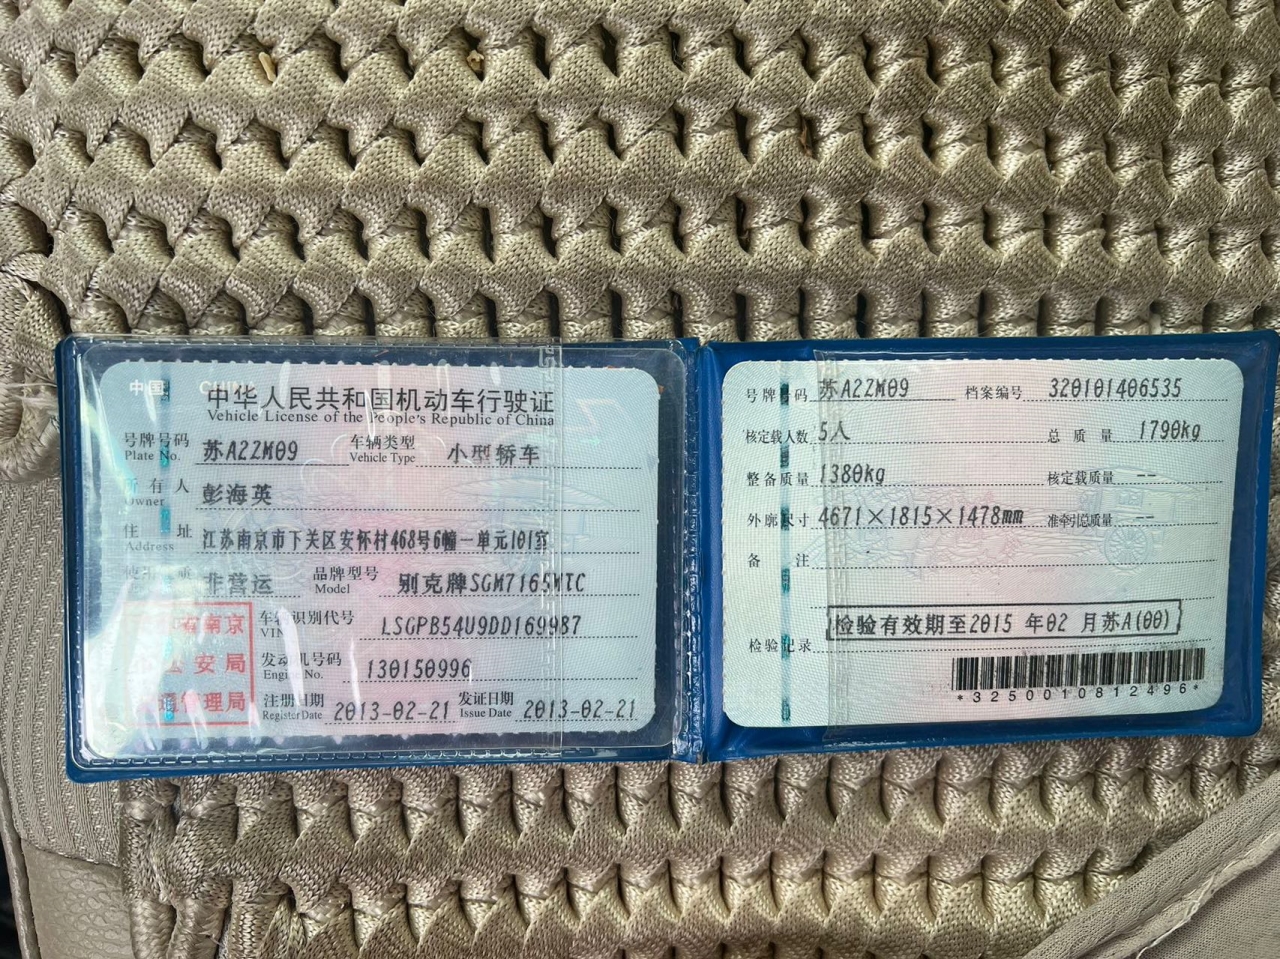 中国 CHINA
中华人民共和国机动车行驶证
Vehicle License of the People's Republic of China
号牌号码 苏A2ZM09 车辆类型 小型轿车
Plate No. Vehicle Type
所有人 彭海英
Owner
住址 江苏南京市下关区安怀村468号6幢一单元101室
Address
使用性质 非营运 品牌型号 别克牌SGM7165MTC
Model
南京 车辆识别代号 LSGPB54U9DD169987
VIN
公安局 发动机号码 130150996
Engine No.
通管理局 注册日期 2013-02-21 发证日期 2013-02-21
Register Date Issue Date
号牌号码 苏A2ZM09 档案编号 320101406535
核定载人数 5人 总质量 1790kg
整备质量 1380kg 核定载质量 --
外廓尺寸 4671×1815×1478mm 准牵引总质量 --
备注
检验记录 检验有效期至2015 年02 月苏A(00)
*3250010812496*